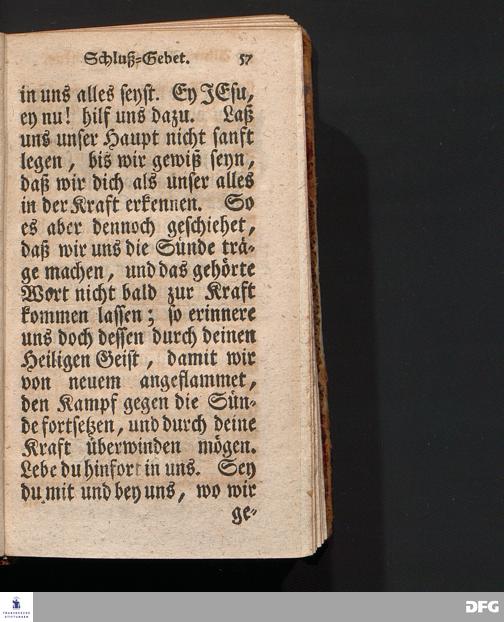 Schluß-Gebet. 57
in uns alles seyst. Ey JEsu,
ey nu! hilf uns dazu. Laß
uns unser Haupt nicht sanft
legen, bis wir gewiß seyn,
daß wir dich als unser alles
in der Kraft erkennen. So
es aber dennoch geschiehet,
daß wir uns die Sünde trä-
ge machen, und das gehörte
Wort nicht bald zur Kraft
kommen lassen; so erinnere
uns doch dessen durch deinen
Heiligen Geist, damit wir
von neuem angeflammet,
den Kampf gegen die Sün-
de fortsetzen, und durch deine
Kraft überwinden mögen.
Lebe du hinfort in uns. Sey
du mit und bey uns, wo wir
ge-
FRANCKESCHE
STIFTUNGEN
DFG